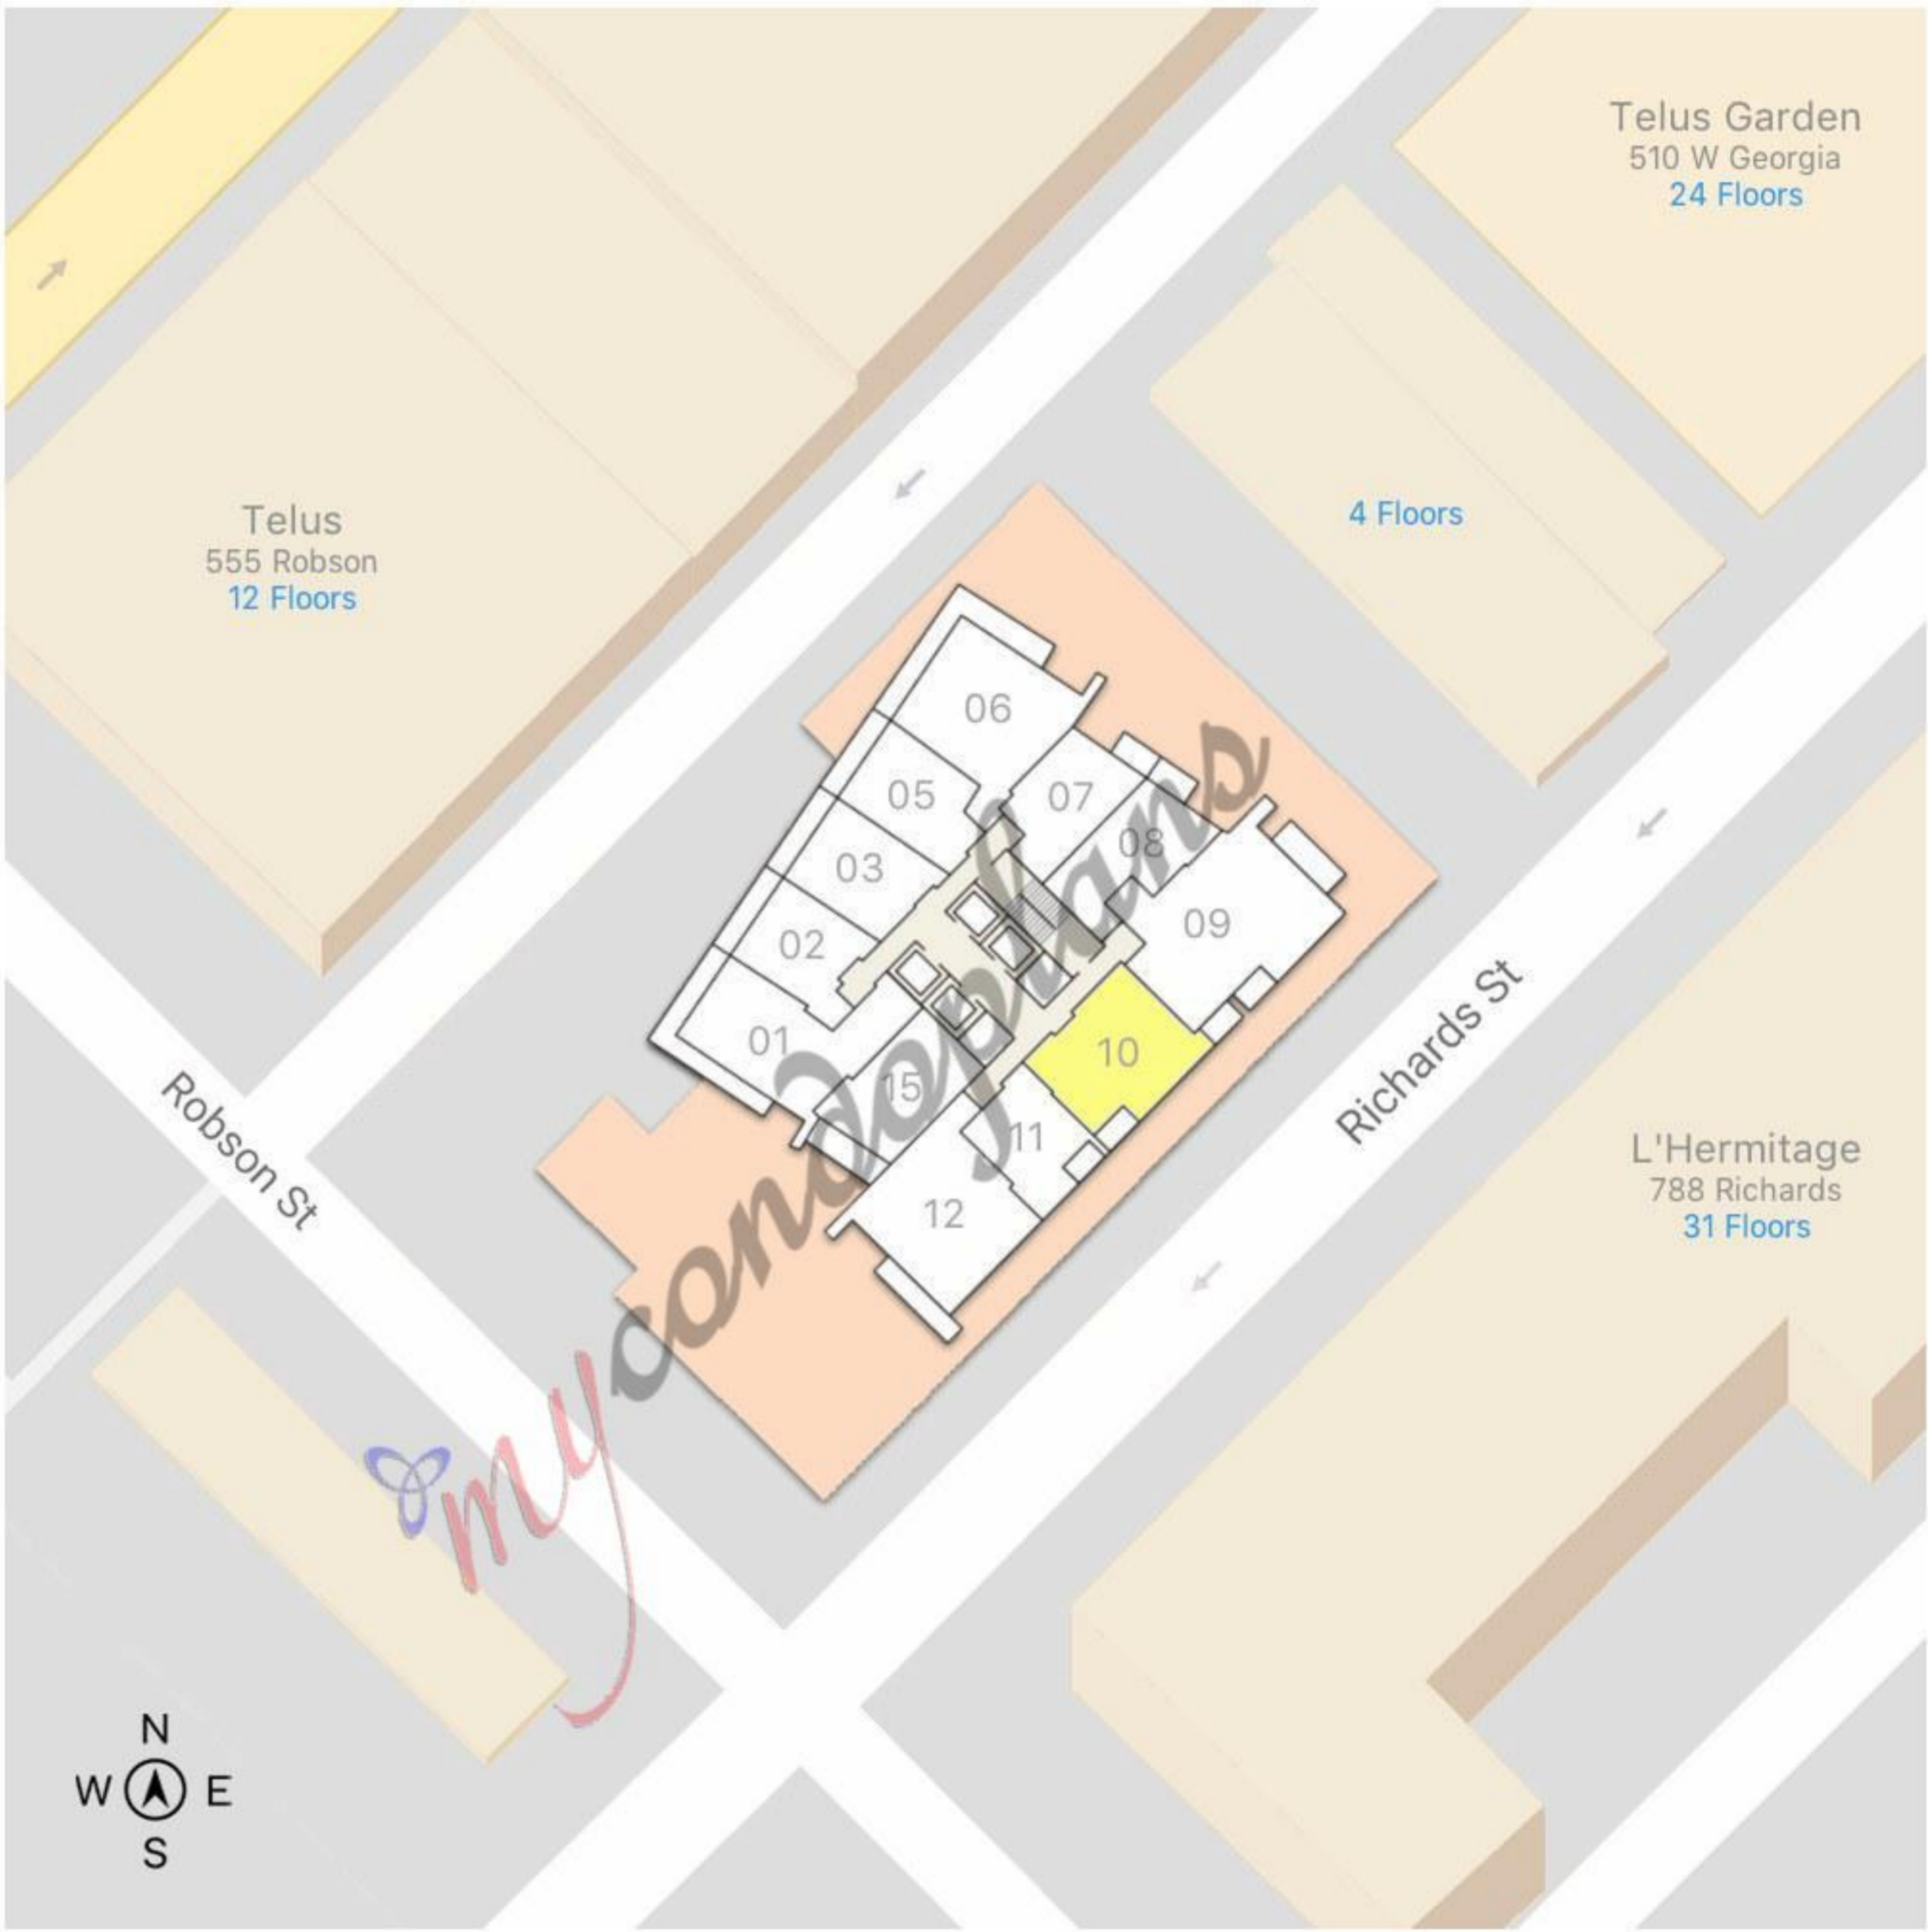 Telus Garden
510 W Georgia
24 Floors
Telus
555 Robson
12 Floors
4 Floors
06
05
07
03
08
02
09
01
10
15
11
12
Robson St
Richards St
L'Hermitage
788 Richards
31 Floors
mycondoplans
N
W E
S